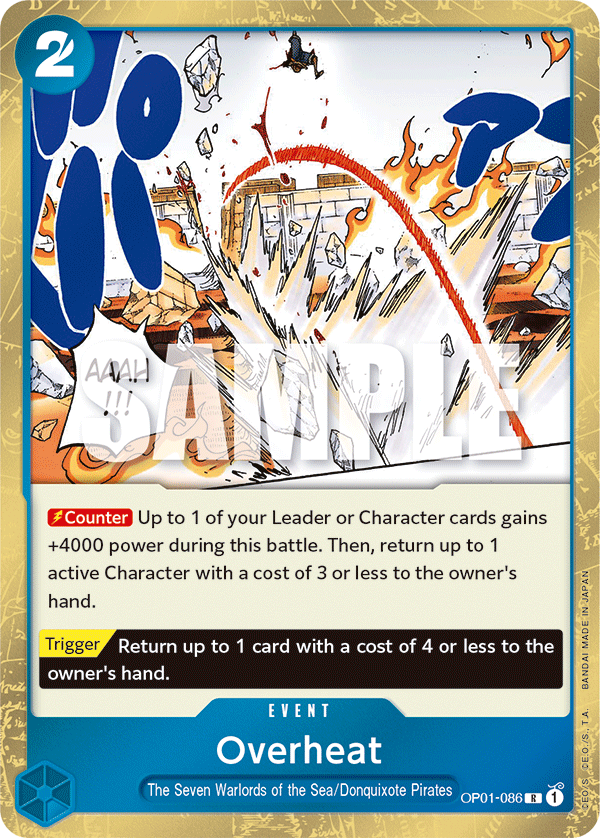 2
AAAH
!!!
SAMPLE
Counter Up to 1 of your Leader or Character cards gains
+4000 power during this battle. Then, return up to 1
active Character with a cost of 3 or less to the owner's
hand.
Trigger Return up to 1 card with a cost of 4 or less to the
owner's hand.
EVENT
Overheat
The Seven Warlords of the Sea/Donquixote Pirates
OP01-086 R 1
BANDAI MADE IN JAPAN